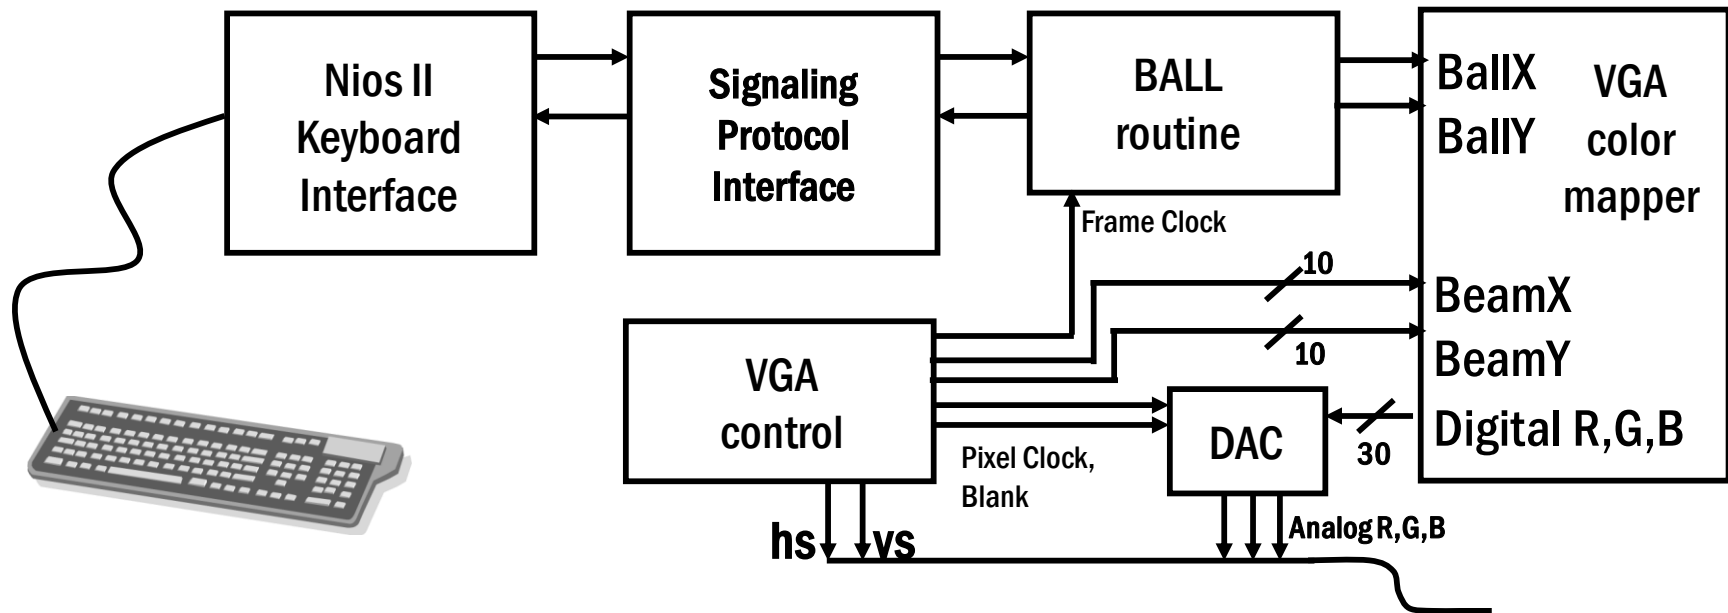 Nios II
Keyboard
Interface
Signaling
Protocol
Interface
BALL
routine
BallX
BallY
VGA
color
mapper
Frame Clock
10
BeamX
10
BeamY
VGA
control
DAC
30
Digital R,G,B
Pixel Clock,
Blank
hs
vs
Analog R,G,B